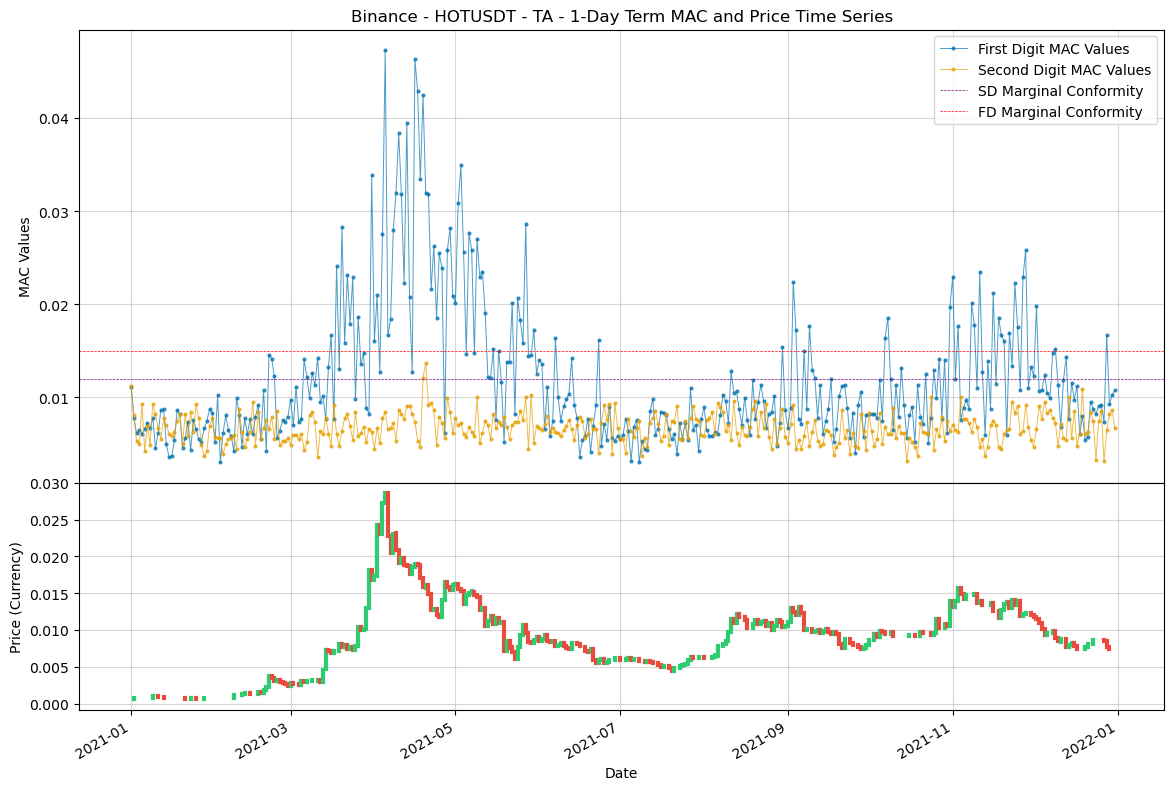 Binance - HOTUSDT - TA - 1-Day Term MAC and Price Time Series
First Digit MAC Values
Second Digit MAC Values
SD Marginal Conformity
FD Marginal Conformity
MAC Values
0.04
0.03
0.02
0.01
Price (Currency)
0.030
0.025
0.020
0.015
0.010
0.005
0.000
2021-01
2021-03
2021-05
2021-07
2021-09
2021-11
2022-01
Date